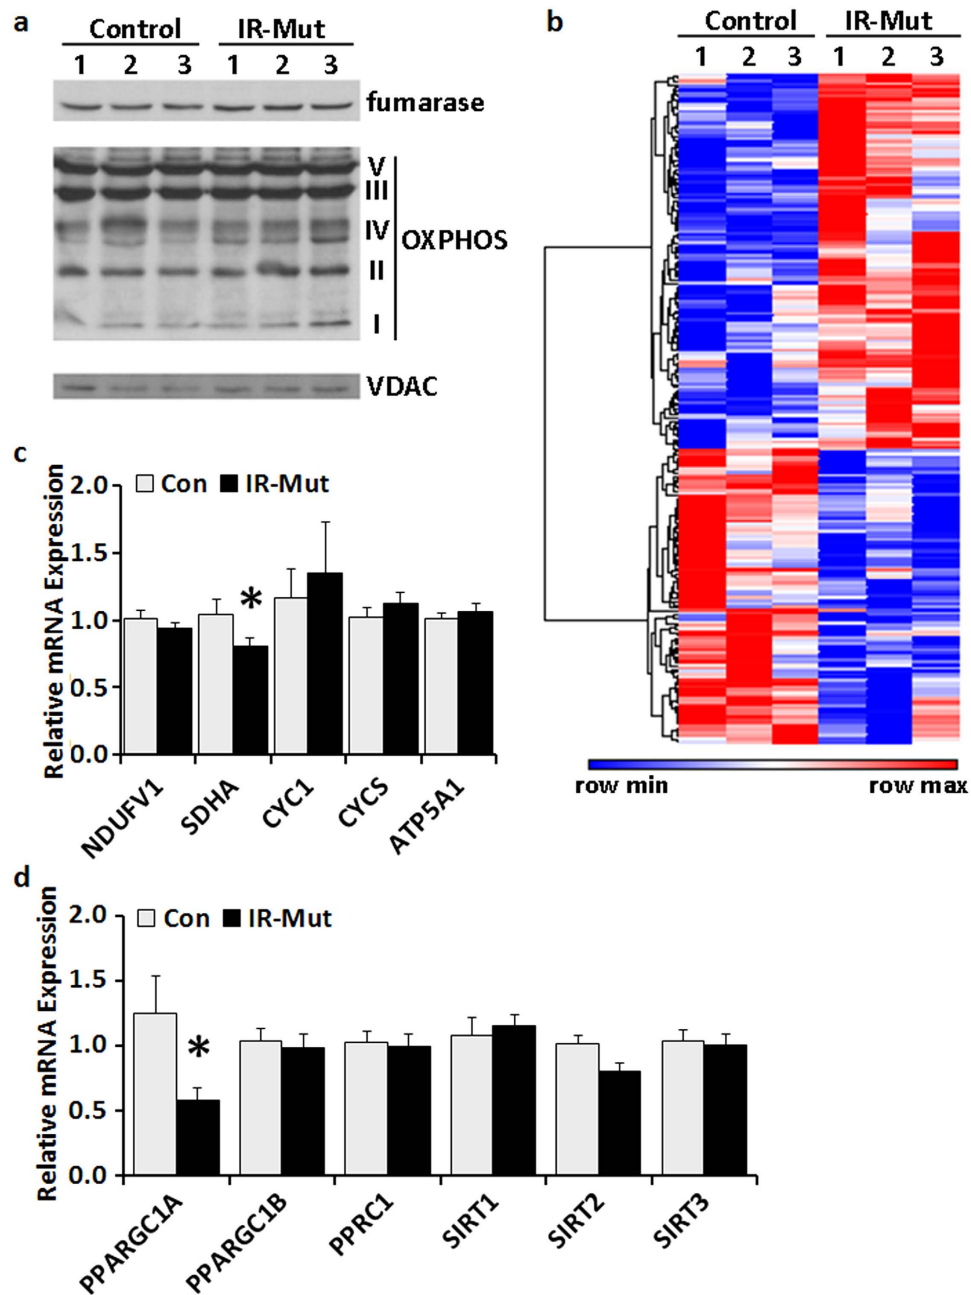 a
Control IR-Mut
1 2 3 1 2 3
fumarase
V
III
IV
OXPHOS
II
I
VDAC
b
Control IR-Mut
1 2 3 1 2 3
row min row max
c
Relative mRNA Expression
Con IR-Mut
2.0
1.5
1.0
0.5
0.0
*
NDUFV1 SDHA CYC1 CYCS ATP5A1
d
Relative mRNA Expression
Con IR-Mut
2.0
1.5
1.0
0.5
0.0
*
PPARGC1A PPARGC1B PPRC1 SIRT1 SIRT2 SIRT3